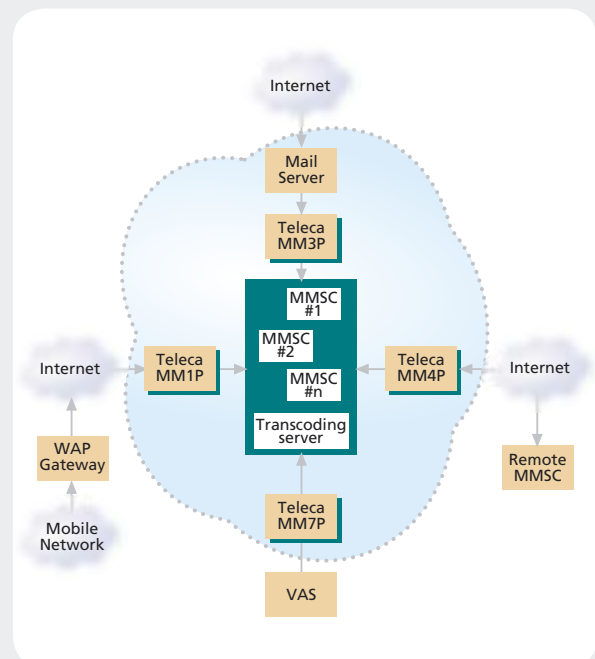 Internet
Mail
Server
Teleca
MM3P
MMSC
#1
MMSC
#2
MMSC
#n
Transcoding
server
Internet
Teleca
MM1P
Teleca
MM4P
Internet
WAP
Gateway
Remote
MMSC
Mobile
Network
Teleca
MM7P
VAS